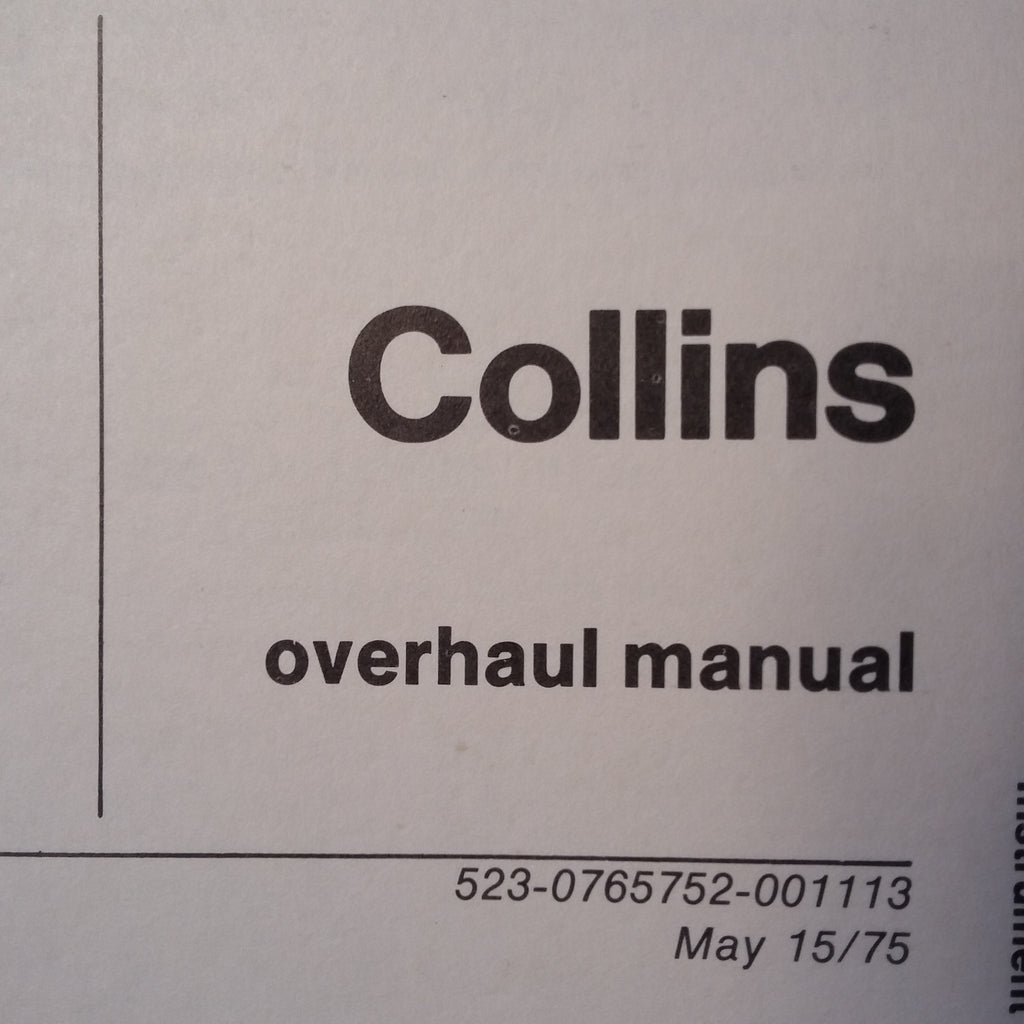 Collins
overhaul manual
523-0765752-001113
May 15/75